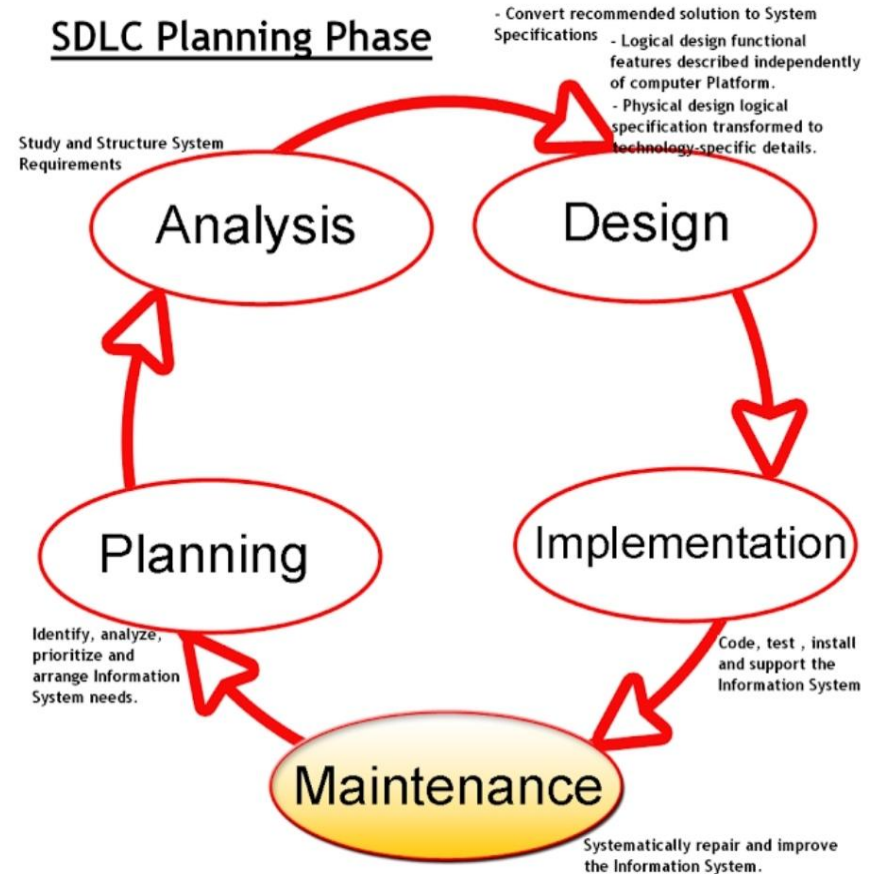 SDLC Planning Phase
- Convert recommended solution to System
Specifications
- Logical design functional
features described independently
of computer Platform.
- Physical design logical
specification transformed to
technology-specific details.
Study and Structure System
Requirements
Analysis
Design
Planning
Implementation
Identify, analyze,
prioritize and
arrange Information
System needs.
Code, test , install
and support the
Information System
Maintenance
Systematically repair and improve
the Information System.